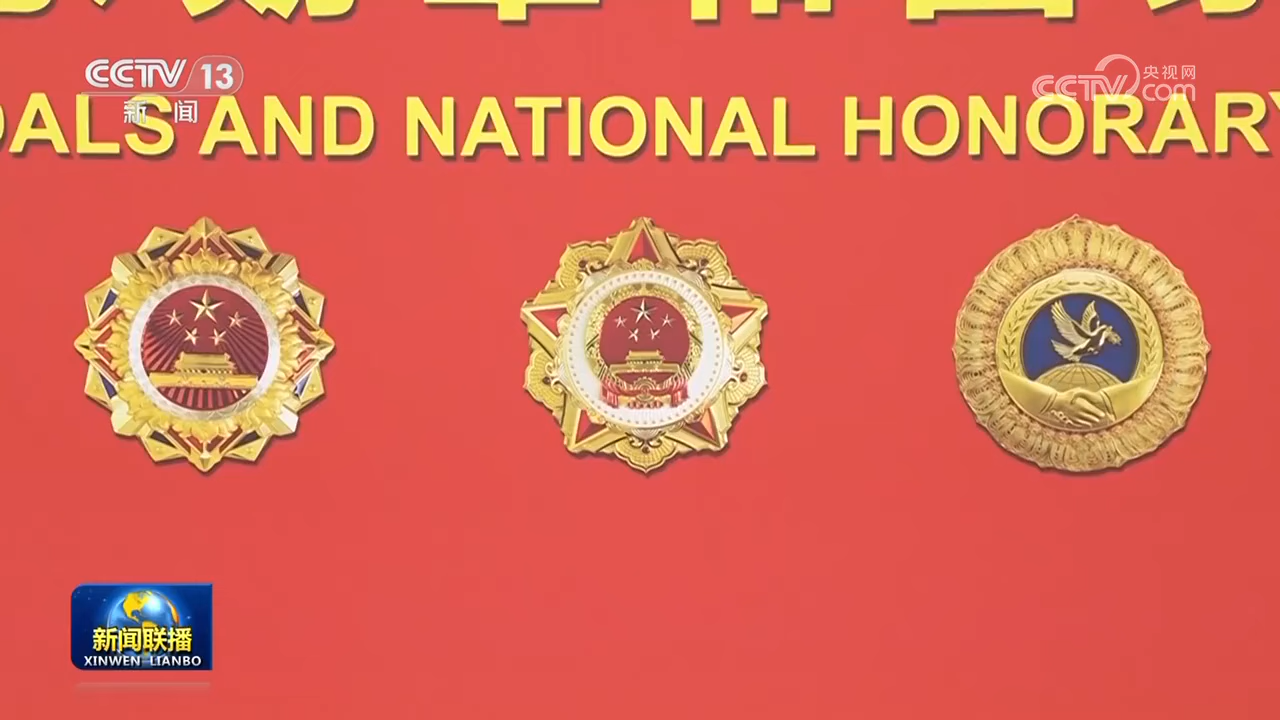 CCTV 13
新闻
央视网
CCTV.com
DALS AND NATIONAL HONORARY
新闻联播
XINWEN LIANBO